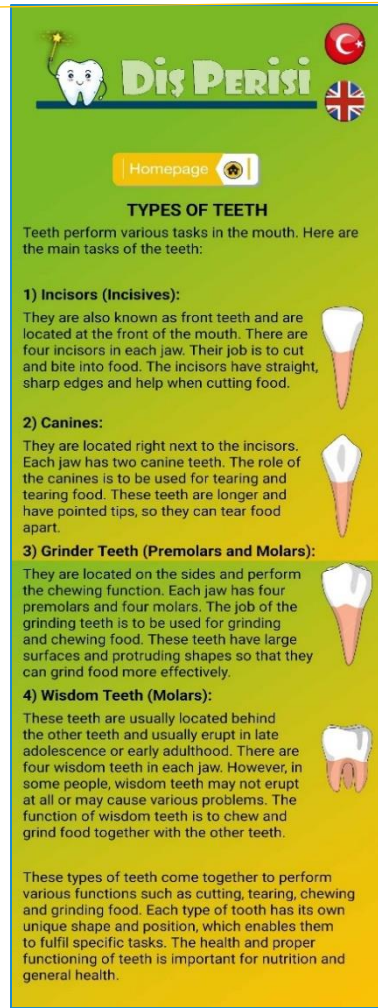 Diş Perisi
Homepage
TYPES OF TEETH
Teeth perform various tasks in the mouth. Here are
the main tasks of the teeth:
1) Incisors (Incisives):
They are also known as front teeth and are
located at the front of the mouth. There are
four incisors in each jaw. Their job is to cut
and bite into food. The incisors have straight,
sharp edges and help when cutting food.
2) Canines:
They are located right next to the incisors.
Each jaw has two canine teeth. The role of
the canines is to be used for tearing and
tearing food. These teeth are longer and
have pointed tips, so they can tear food
apart.
3) Grinder Teeth (Premolars and Molars):
They are located on the sides and perform
the chewing function. Each jaw has four
premolars and four molars. The job of the
grinding teeth is to be used for grinding
and chewing food. These teeth have large
surfaces and protruding shapes so that they
can grind food more effectively.
4) Wisdom Teeth (Molars):
These teeth are usually located behind
the other teeth and usually erupt in late
adolescence or early adulthood. There are
four wisdom teeth in each jaw. However, in
some people, wisdom teeth may not erupt
at all or may cause various problems. The
function of wisdom teeth is to chew and
grind food together with the other teeth.
These types of teeth come together to perform
various functions such as cutting, tearing, chewing
and grinding food. Each type of tooth has its own
unique shape and position, which enables them
to fulfil specific tasks. The health and proper
functioning of teeth is important for nutrition and
general health.